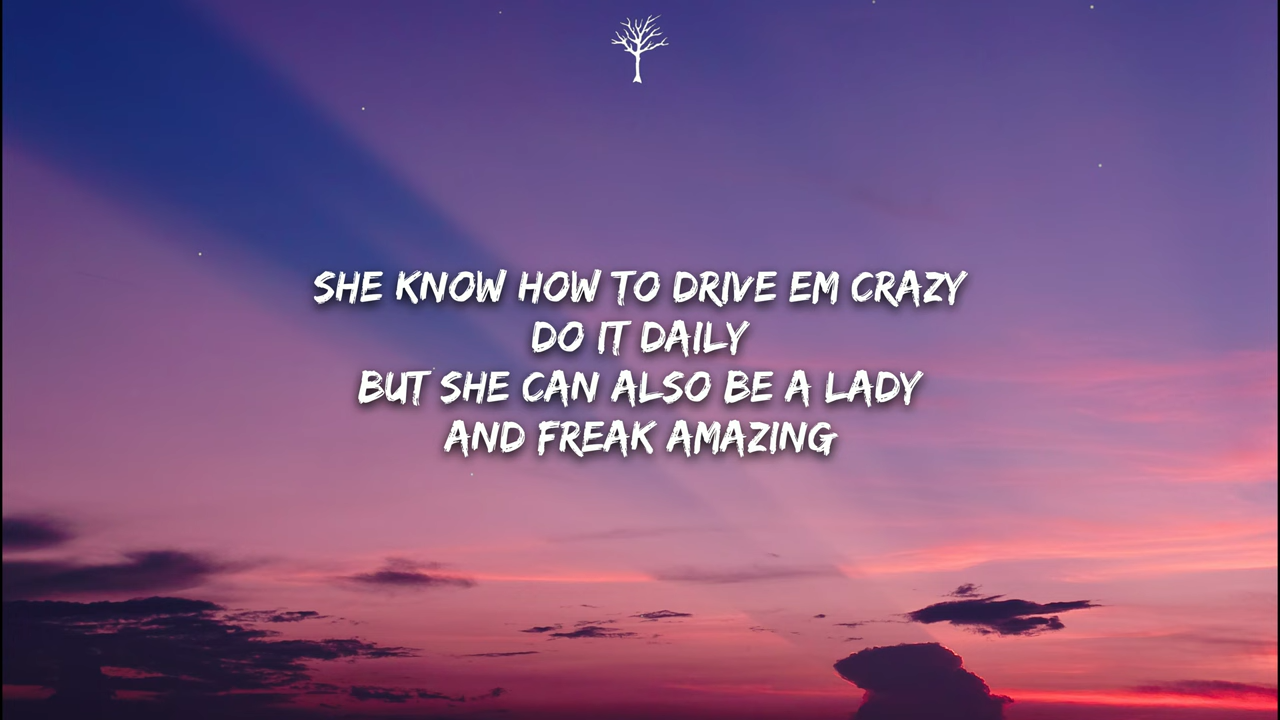 SHE KNOW HOW TO DRIVE EM CRAZY
DO IT DAILY
BUT SHE CAN ALSO BE A LADY
AND FREAK AMAZING